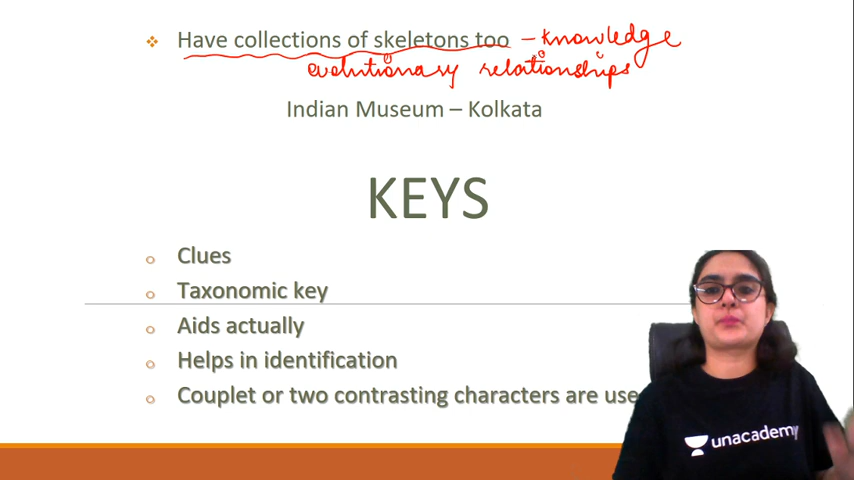 Have collections of skeletons too – knowledge
evolutionary relationships
Indian Museum – Kolkata
KEYS
Clues
Taxonomic key
Aids actually
Helps in identification
Couplet or two contrasting characters are use
unacademy